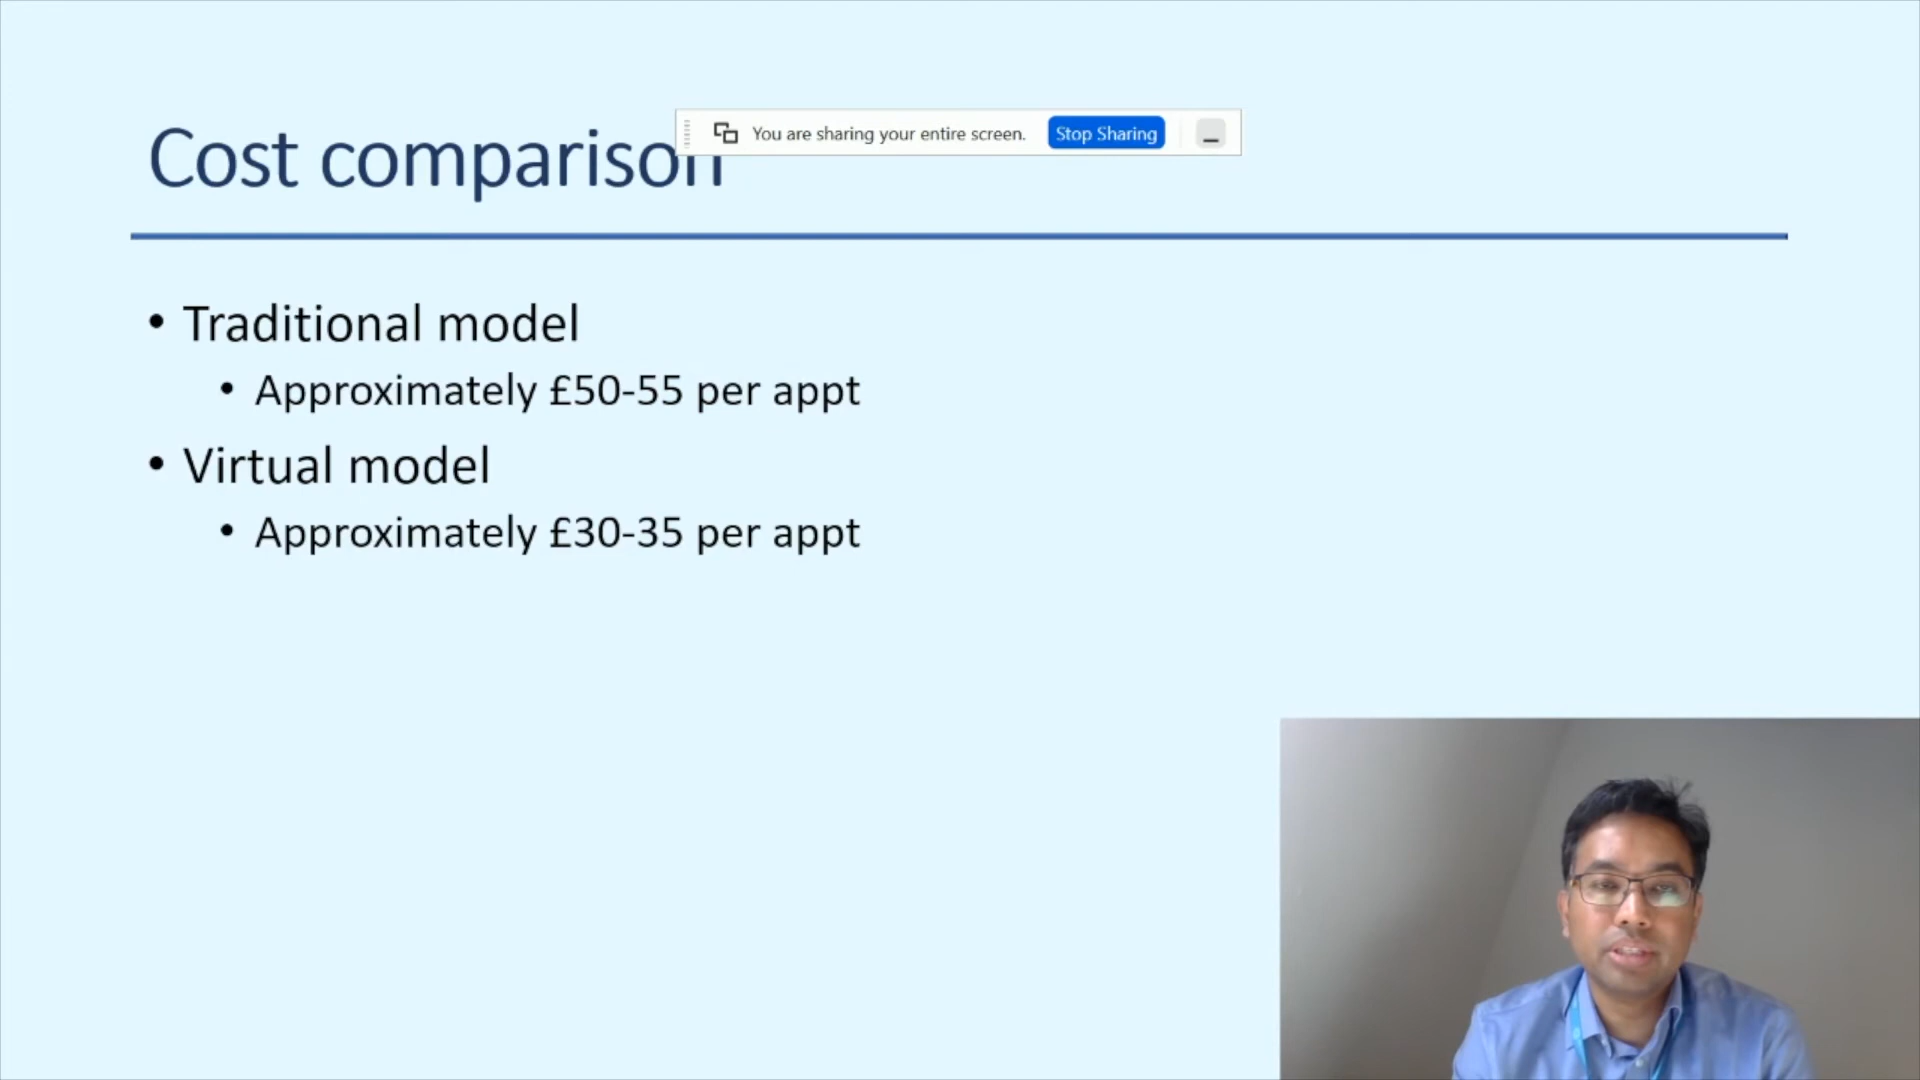 Cost comparison
You are sharing your entire screen. Stop Sharing
• Traditional model
• Approximately £50-55 per appt
• Virtual model
• Approximately £30-35 per appt